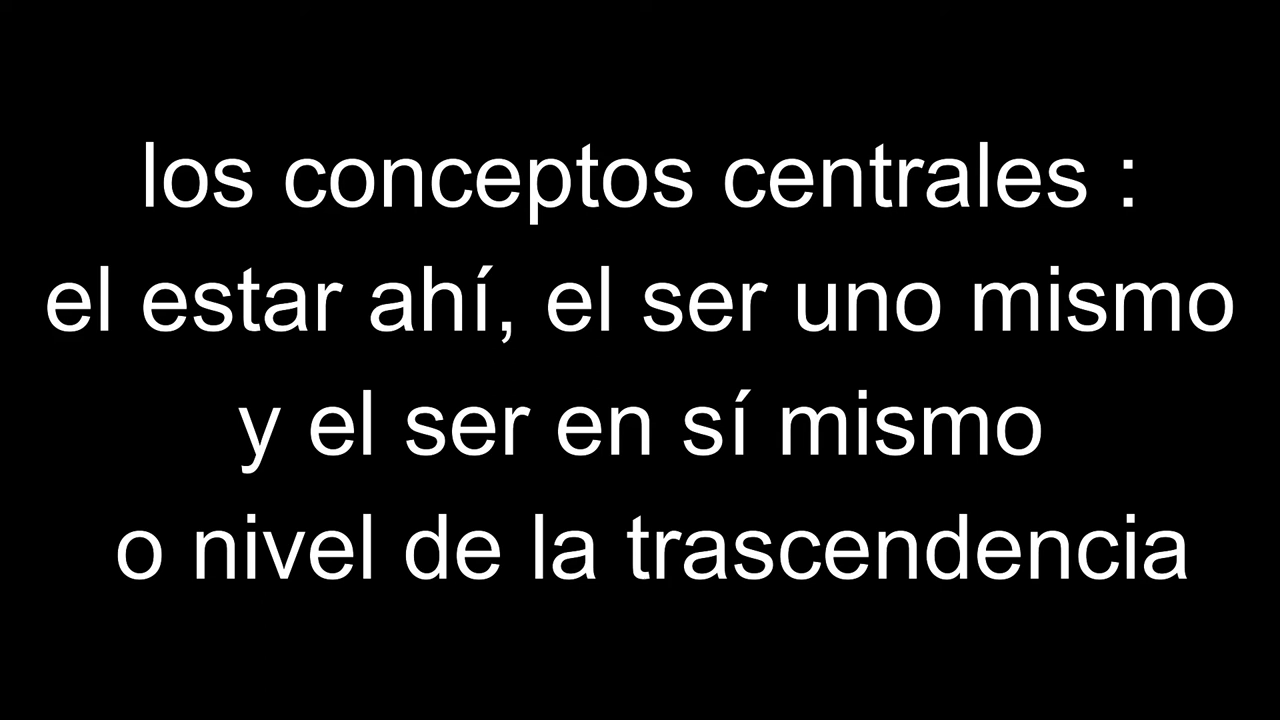 los conceptos centrales :
el estar ahí, el ser uno mismo
y el ser en sí mismo
o nivel de la trascendencia